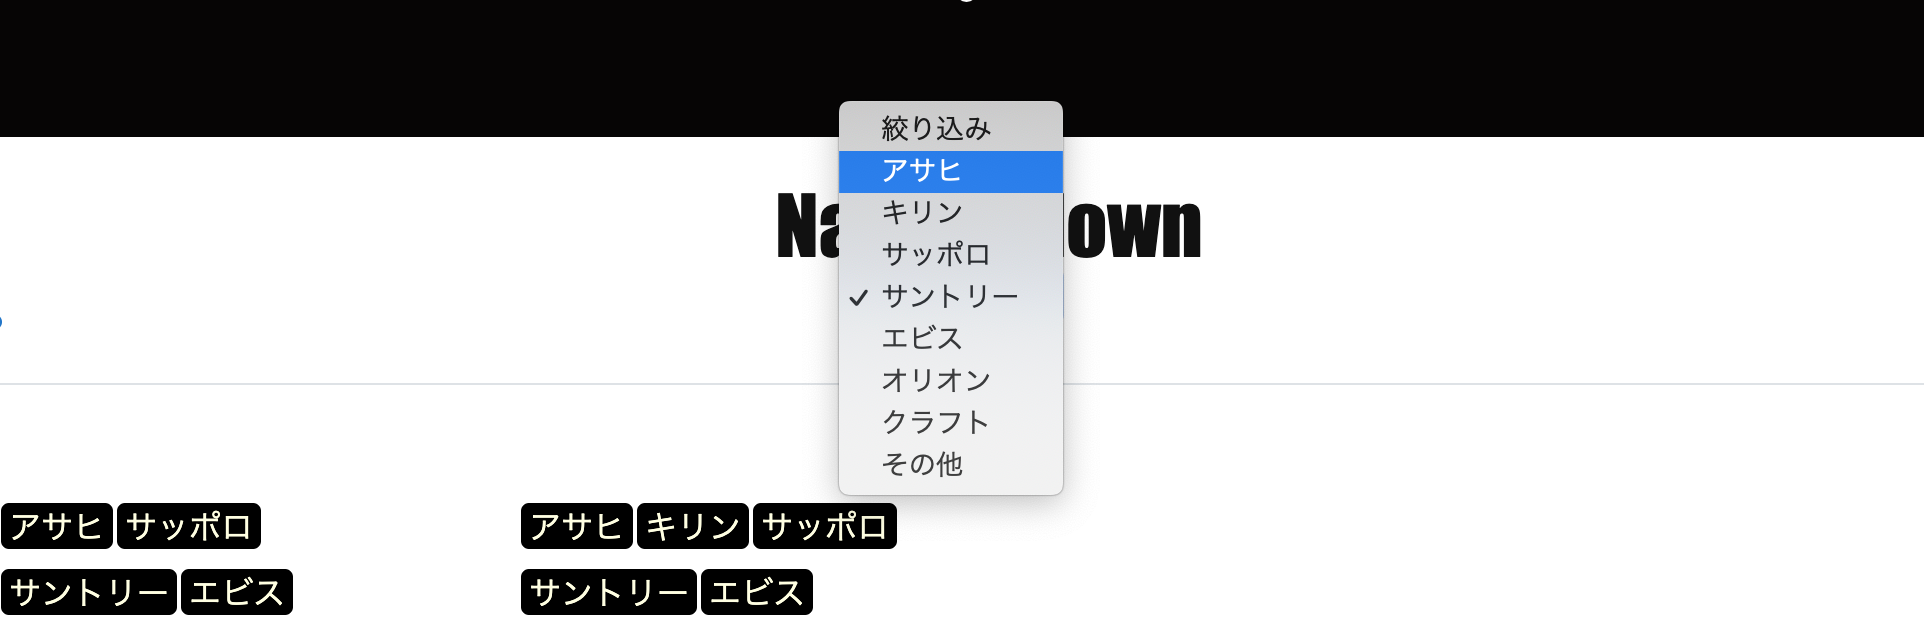 絞り込み
アサヒ
キリン
サッポロ
サントリー
エビス
オリオン
クラフト
その他
アサヒ サッポロ
サントリー エビス
アサヒ キリン サッポロ
サントリー エビス